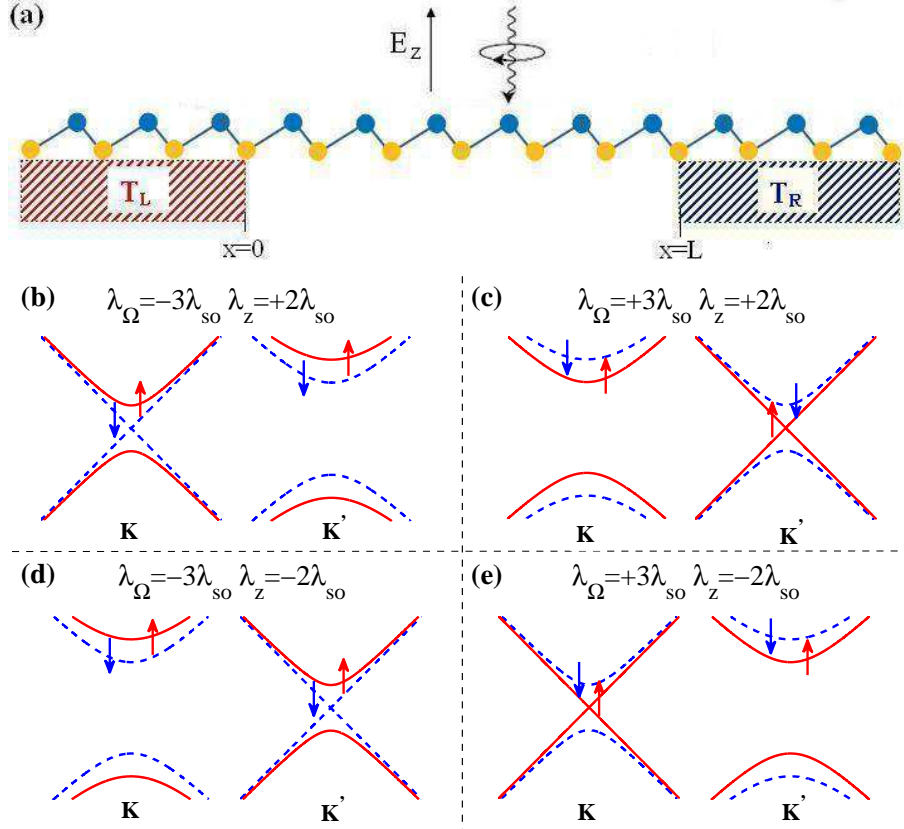 (a)
E_z
T_L
T_R
x=0
x=L
(b) λ_Ω=−3λ_so λ_z=+2λ_so
K K'
(c) λ_Ω=+3λ_so λ_z=+2λ_so
K K'
(d) λ_Ω=−3λ_so λ_z=−2λ_so
K K'
(e) λ_Ω=+3λ_so λ_z=−2λ_so
K K'